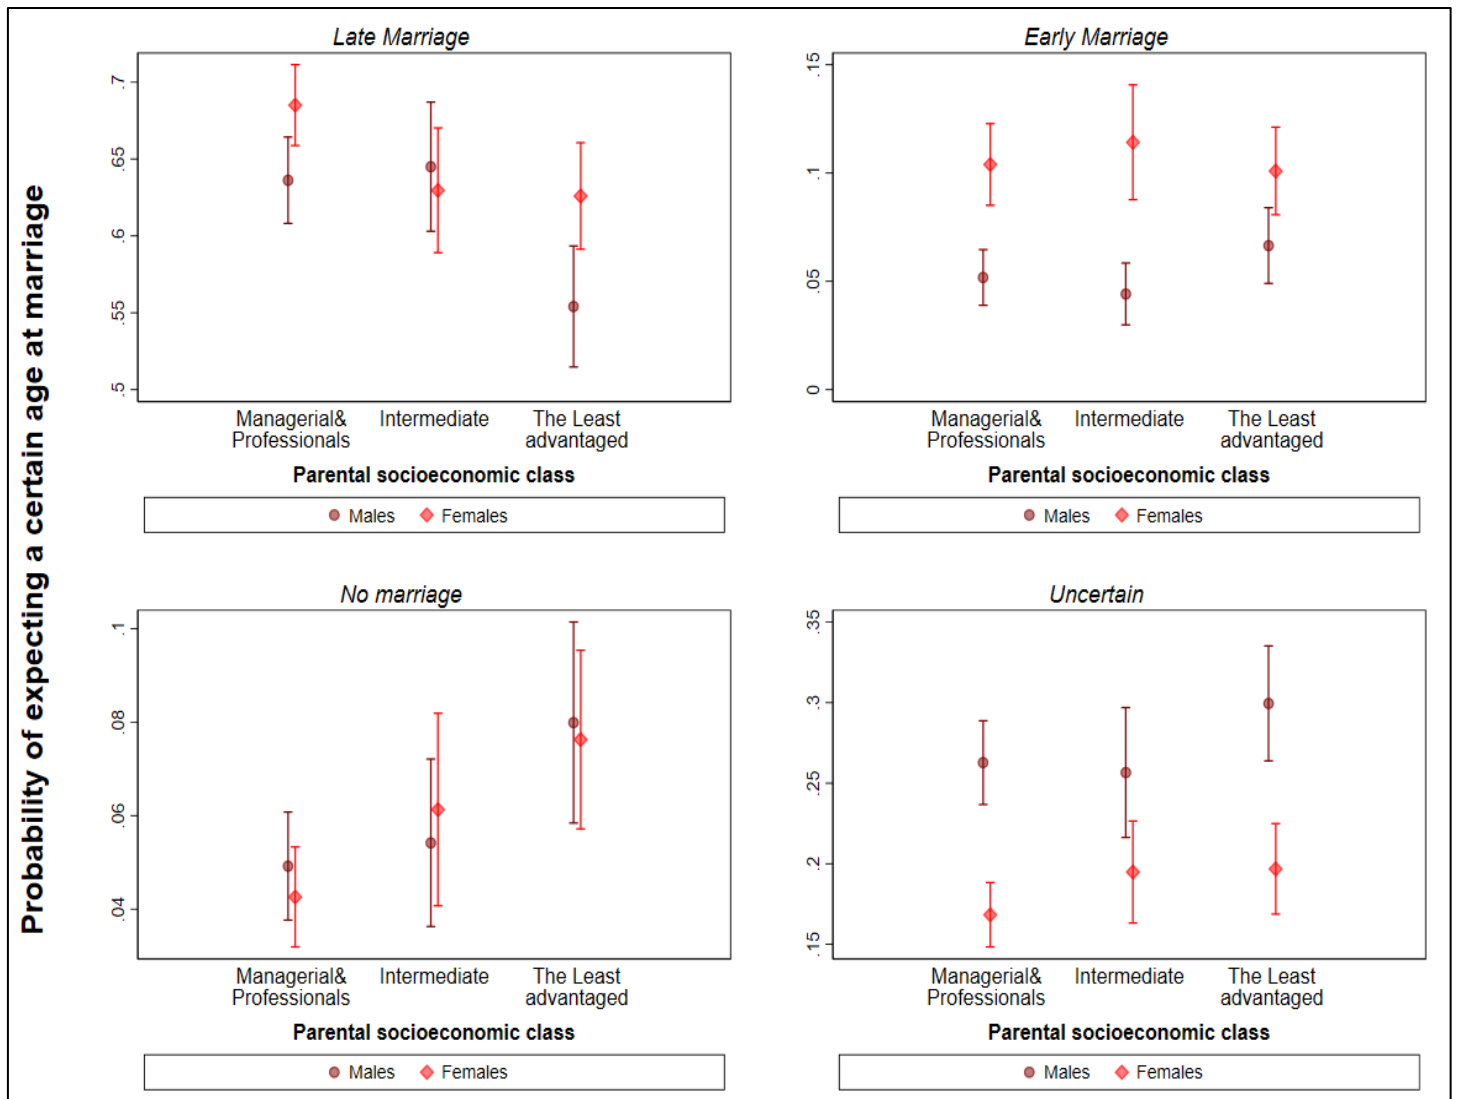 Probability of expecting a certain age at marriage
Late Marriage
.7
.65
.6
.55
.5
Managerial& Intermediate The Least
Professionals advantaged
Parental socioeconomic class
Males Females
Early Marriage
.15
.1
.05
0
Managerial& Intermediate The Least
Professionals advantaged
Parental socioeconomic class
Males Females
No marriage
.1
.08
.06
.04
Managerial& Intermediate The Least
Professionals advantaged
Parental socioeconomic class
Males Females
Uncertain
.35
.3
.25
.2
.15
Managerial& Intermediate The Least
Professionals advantaged
Parental socioeconomic class
Males Females